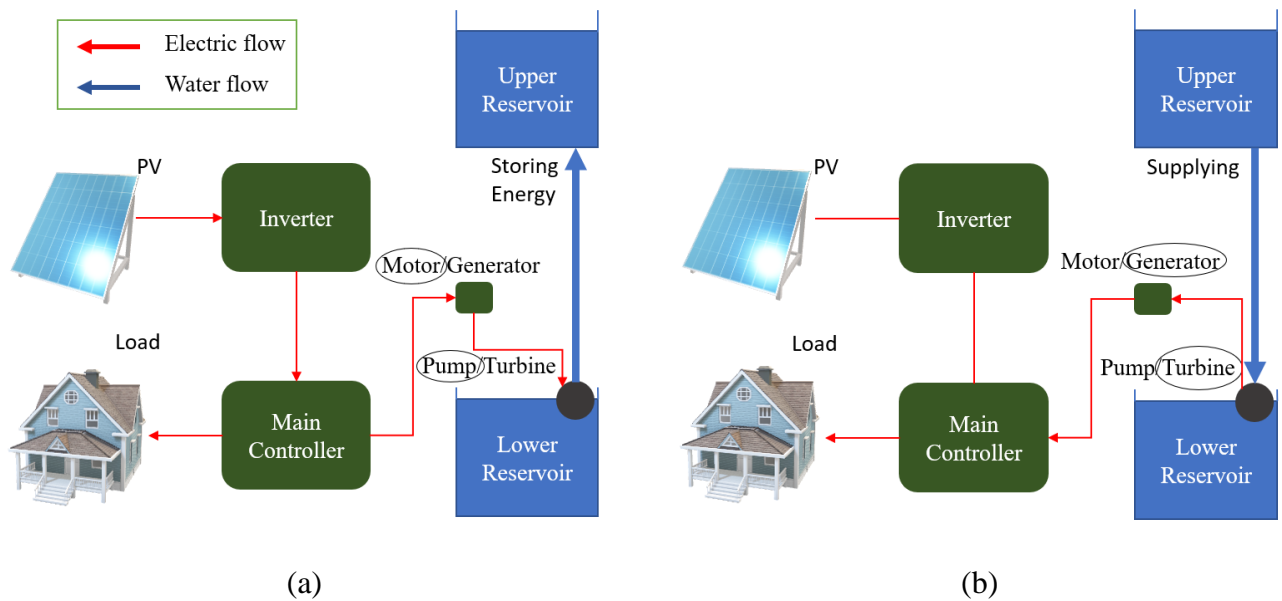 Electric flow
Water flow
Upper
Reservoir
PV
Inverter
Storing
Energy
Motor/Generator
Load
Pump/Turbine
Main
Controller
Lower
Reservoir
(a)
Upper
Reservoir
PV
Inverter
Supplying
Motor/Generator
Load
Pump/Turbine
Main
Controller
Lower
Reservoir
(b)